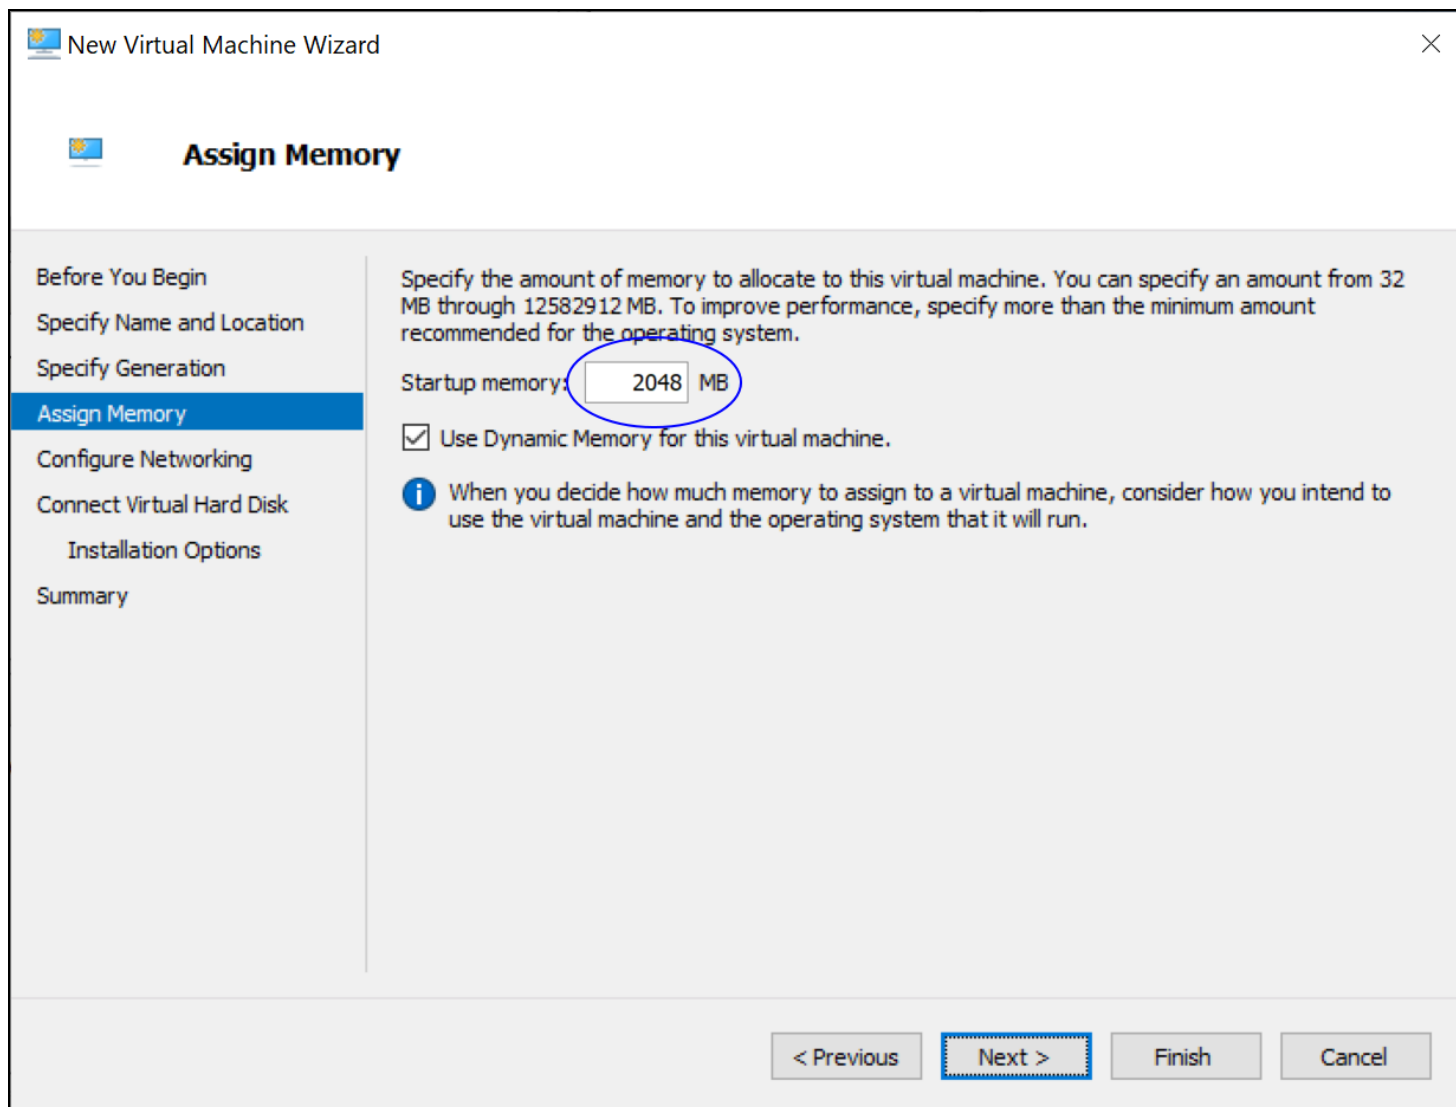 New Virtual Machine Wizard
Assign Memory
Before You Begin
Specify Name and Location
Specify Generation
Assign Memory
Configure Networking
Connect Virtual Hard Disk
Installation Options
Summary
Specify the amount of memory to allocate to this virtual machine. You can specify an amount from 32
MB through 12582912 MB. To improve performance, specify more than the minimum amount
recommended for the operating system.
Startup memory: 2048 MB
Use Dynamic Memory for this virtual machine.
When you decide how much memory to assign to a virtual machine, consider how you intend to
use the virtual machine and the operating system that it will run.
< Previous Next > Finish Cancel